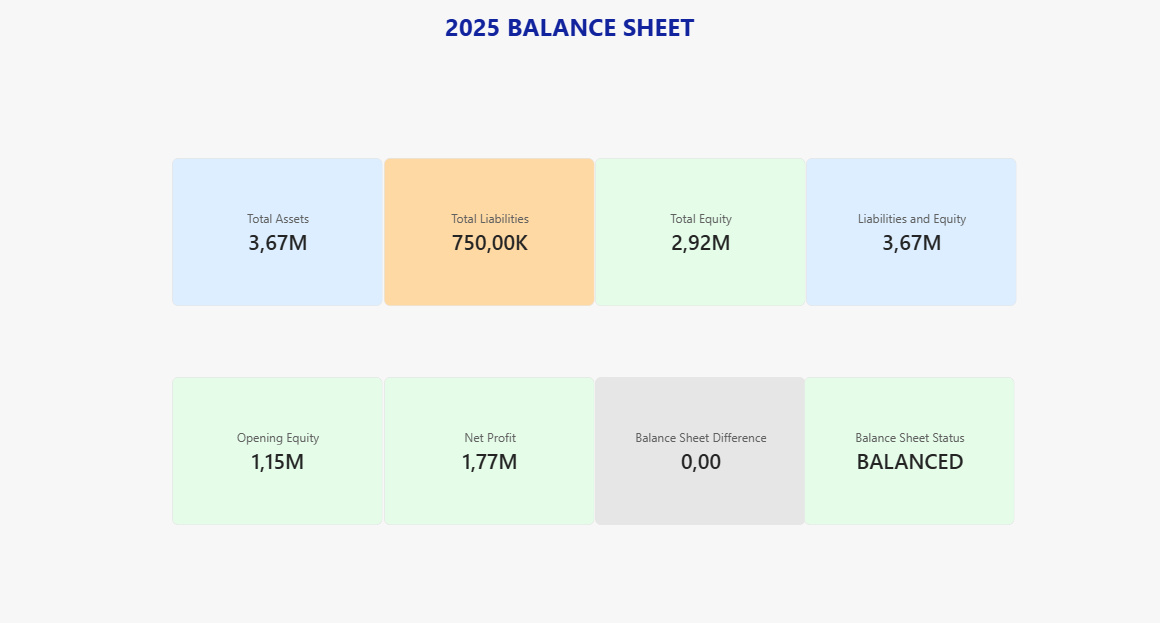 2025 BALANCE SHEET
Total Assets
3,67M
Total Liabilities
750,00K
Total Equity
2,92M
Liabilities and Equity
3,67M
Opening Equity
1,15M
Net Profit
1,77M
Balance Sheet Difference
0,00
Balance Sheet Status
BALANCED